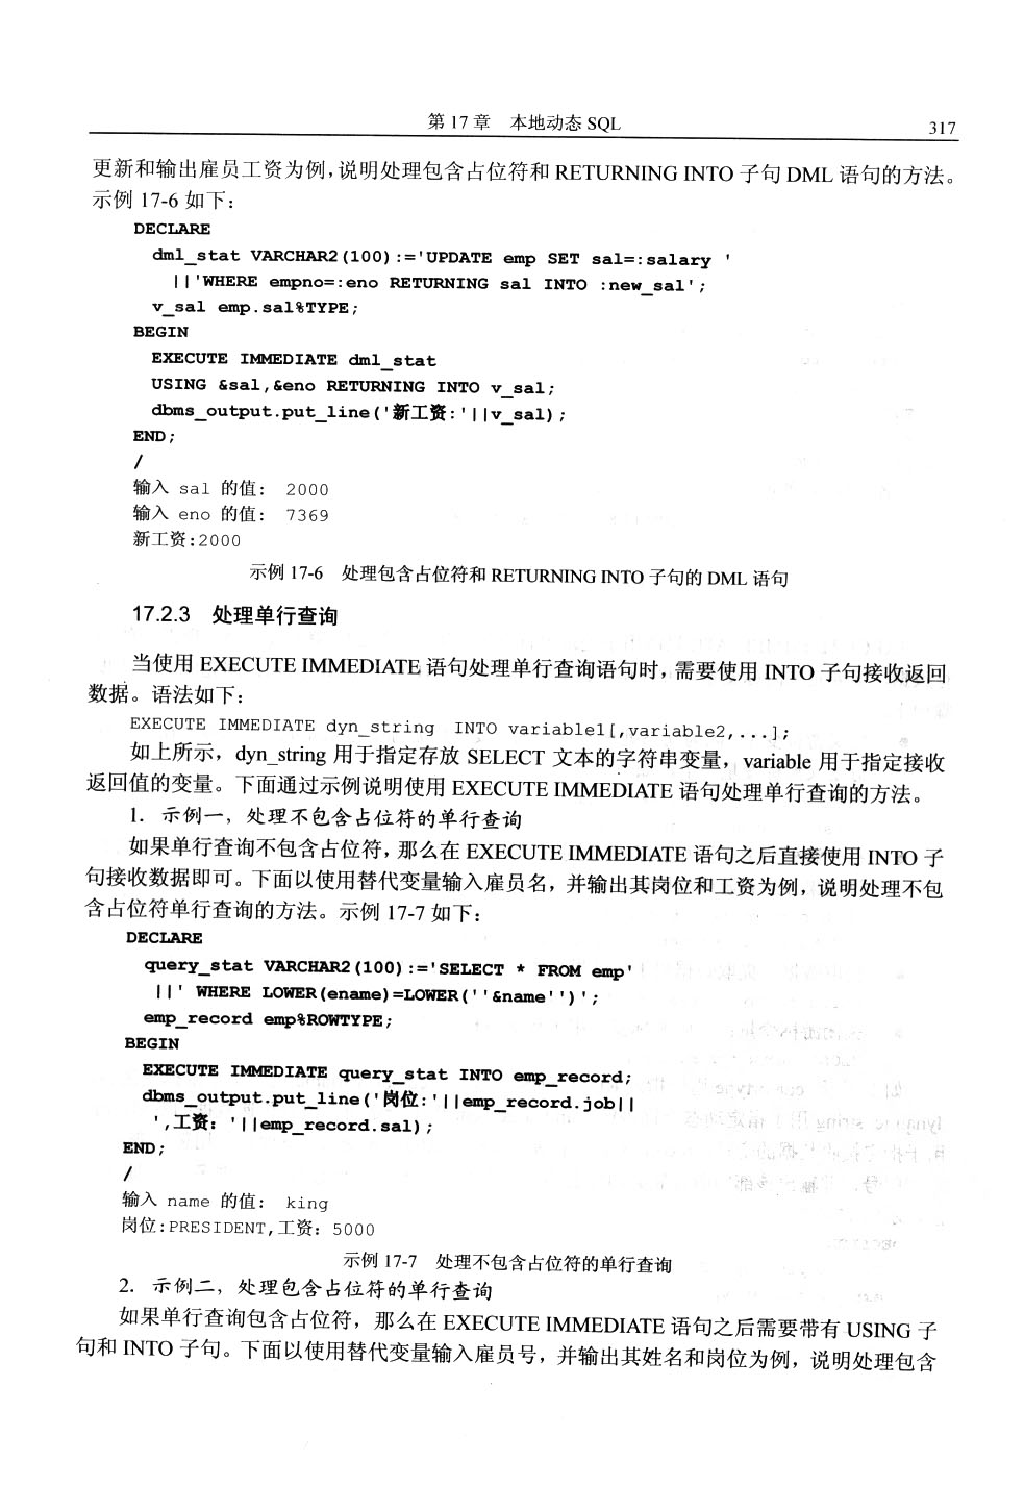 第 17 章 本地动态 SQL 317
更新和输出雇员工资为例，说明处理包含占位符和 RETURNING INTO 子句 DML 语句的方法。
示例 17-6 如下：
DECLARE
dml_stat VARCHAR2(100):='UPDATE emp SET sal=:salary '
||'WHERE empno=:eno RETURNING sal INTO :new_sal';
v_sal emp.sal%TYPE;
BEGIN
EXECUTE IMMEDIATE dml_stat
USING &sal,&eno RETURNING INTO v_sal;
dbms_output.put_line('新工资:'||v_sal);
END;
/
输入 sal 的值： 2000
输入 eno 的值： 7369
新工资:2000
示例 17-6 处理包含占位符和 RETURNING INTO 子句的 DML 语句
17.2.3 处理单行查询
当使用 EXECUTE IMMEDIATE 语句处理单行查询语句时，需要使用 INTO 子句接收返回
数据。语法如下：
EXECUTE IMMEDIATE dyn_string INTO variable1[,variable2,...];
如上所示，dyn_string 用于指定存放 SELECT 文本的字符串变量，variable 用于指定接收
返回值的变量。下面通过示例说明使用 EXECUTE IMMEDIATE 语句处理单行查询的方法。
1. 示例一，处理不包含占位符的单行查询
如果单行查询不包含占位符，那么在 EXECUTE IMMEDIATE 语句之后直接使用 INTO 子
句接收数据即可。下面以使用替代变量输入雇员名，并输出其岗位和工资为例，说明处理不包
含占位符单行查询的方法。示例 17-7 如下：
DECLARE
query_stat VARCHAR2(100):='SELECT * FROM emp'
||' WHERE LOWER(ename)=LOWER(''&name'')';
emp_record emp%ROWTYPE;
BEGIN
EXECUTE IMMEDIATE query_stat INTO emp_record;
dbms_output.put_line('岗位:'||emp_record.job||
',工资：'||emp_record.sal);
END;
/
输入 name 的值： king
岗位:PRESIDENT,工资：5000
示例 17-7 处理不包含占位符的单行查询
2. 示例二，处理包含占位符的单行查询
如果单行查询包含占位符，那么在 EXECUTE IMMEDIATE 语句之后需要带有 USING 子
句和 INTO 子句。下面以使用替代变量输入雇员号，并输出其姓名和岗位为例，说明处理包含